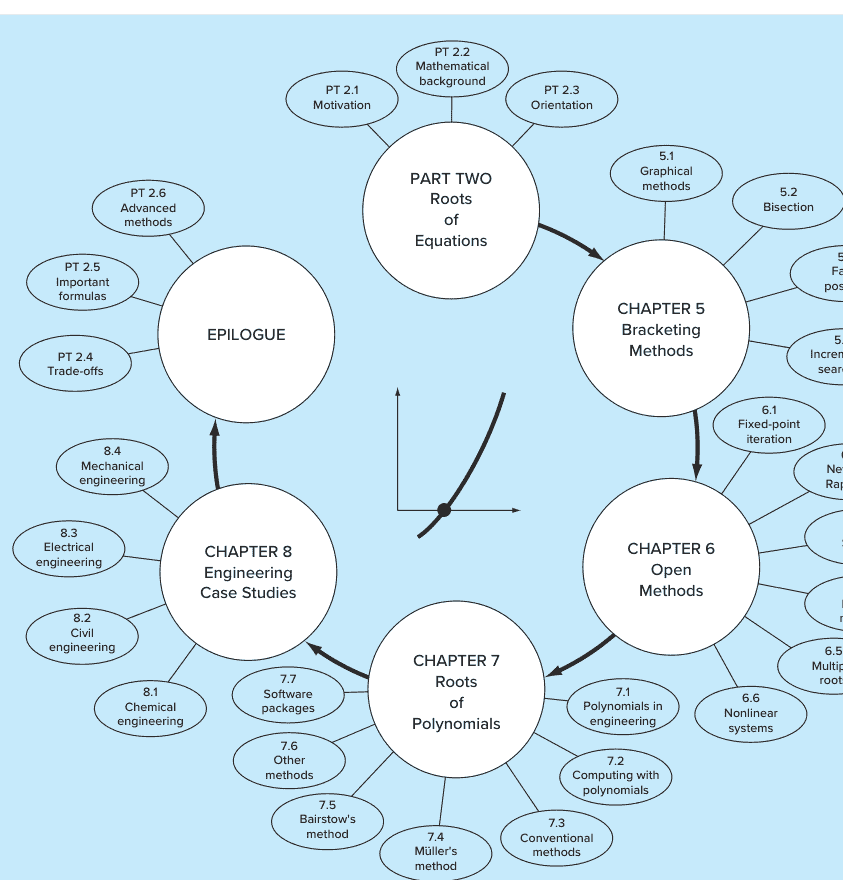 PT 2.2
Mathematical
background
PT 2.1
Motivation
PT 2.3
Orientation
PART TWO
Roots
of
Equations
5.1
Graphical
methods
5.2
Bisection
CHAPTER 5
Bracketing
Methods
6.1
Fixed-point
iteration
CHAPTER 6
Open
Methods
6.5
6.6
Nonlinear
systems
CHAPTER 7
Roots
of
Polynomials
7.1
Polynomials in
engineering
7.2
Computing with
polynomials
7.3
Conventional
methods
7.4
Müller's
method
7.5
Bairstow's
method
7.6
Other
methods
7.7
Software
packages
CHAPTER 8
Engineering
Case Studies
8.1
Chemical
engineering
8.2
Civil
engineering
8.3
Electrical
engineering
8.4
Mechanical
engineering
EPILOGUE
PT 2.4
Trade-offs
PT 2.5
Important
formulas
PT 2.6
Advanced
methods